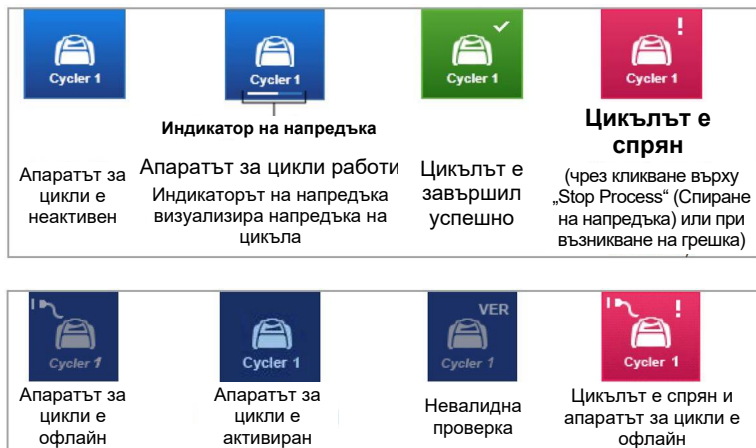 Cycler 1
Cycler 1
Cycler 1
Cycler 1
Индикатор на напредъка
Апаратът за
цикли е
неактивен
Апаратът за цикли работи
Индикаторът на напредъка
визуализира напредъка на
цикъла
Цикълът е
завършил
успешно
Цикълът е
спрян
(чрез кликване върху
„Stop Process“ (Спиране
на напредъка) или при
възникване на грешка)
Cycler 1
Cycler 1
VER
Cycler 1
Cycler 1
Апаратът за
цикли е
офлайн
Апаратът за
цикли е
активиран
Невалидна
проверка
Цикълът е спрян и
апаратът за цикли е
офлайн